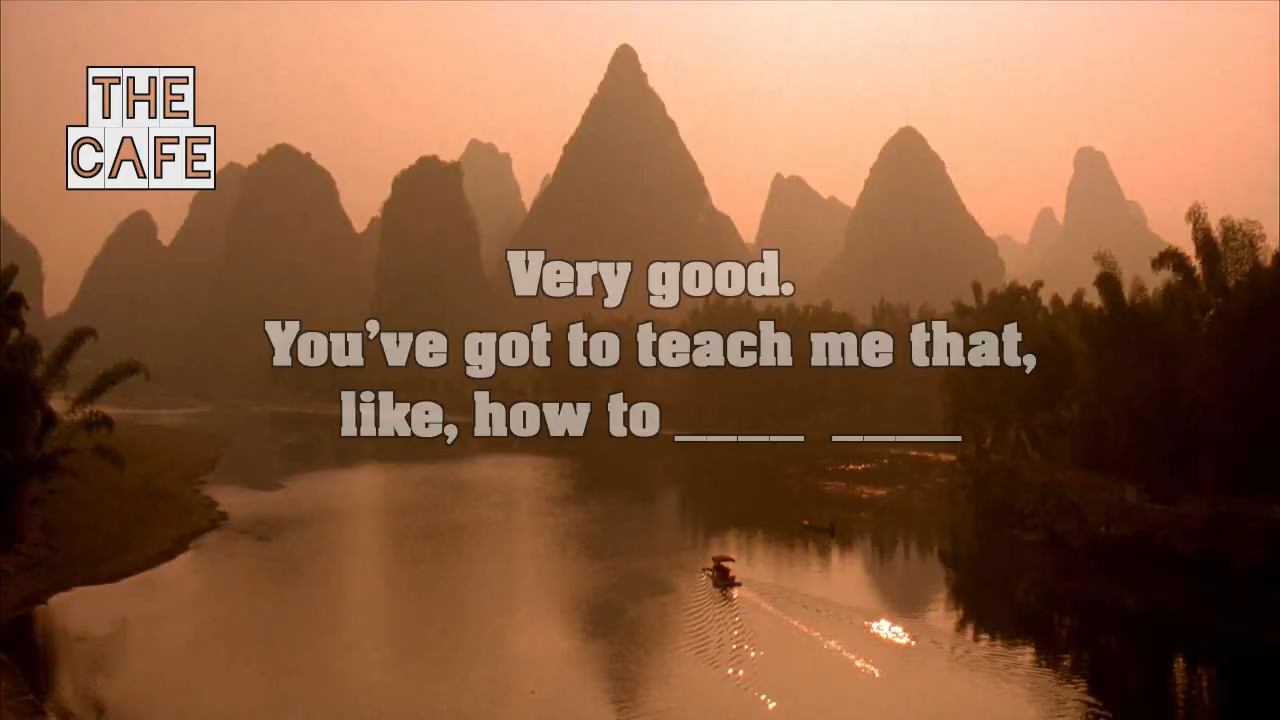 THE
CAFE
Very good.
You've got to teach me that,
like, how to ____ ____